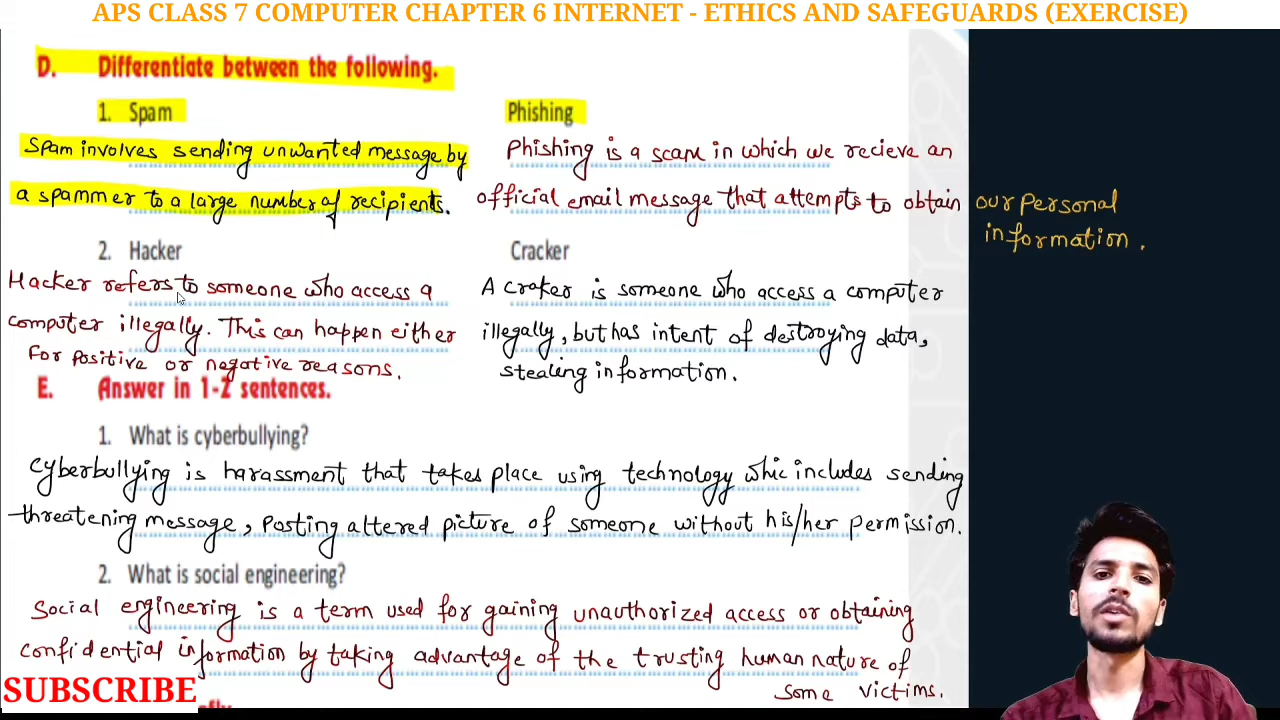 APS CLASS 7 COMPUTER CHAPTER 6 INTERNET - ETHICS AND SAFEGUARDS (EXERCISE)
D. Differentiate between the following.
1. Spam Phishing
Spam involves sending unwanted message by
a spammer to a large number of recipients.
Phishing is a scam in which we recieve an
official email message that attempts to obtain our personal
information.
2. Hacker Cracker
Hacker refers to someone who access a
computer illegally. This can happen either
For positive or negative reasons.
A craker is someone who access a computer
illegally, but has intent of destroying data,
stealing information.
E. Answer in 1-2 sentences.
1. What is cyberbullying?
Cyberbullying is harassment that takes place using technology whic includes sending
threatening message, Posting altered picture of someone without his/her permission.
2. What is social engineering?
Social engineering is a term used for gaining unauthorized access or obtaining
confidential information by taking advantage of the trusting human nature of
some victims.
SUBSCRIBE